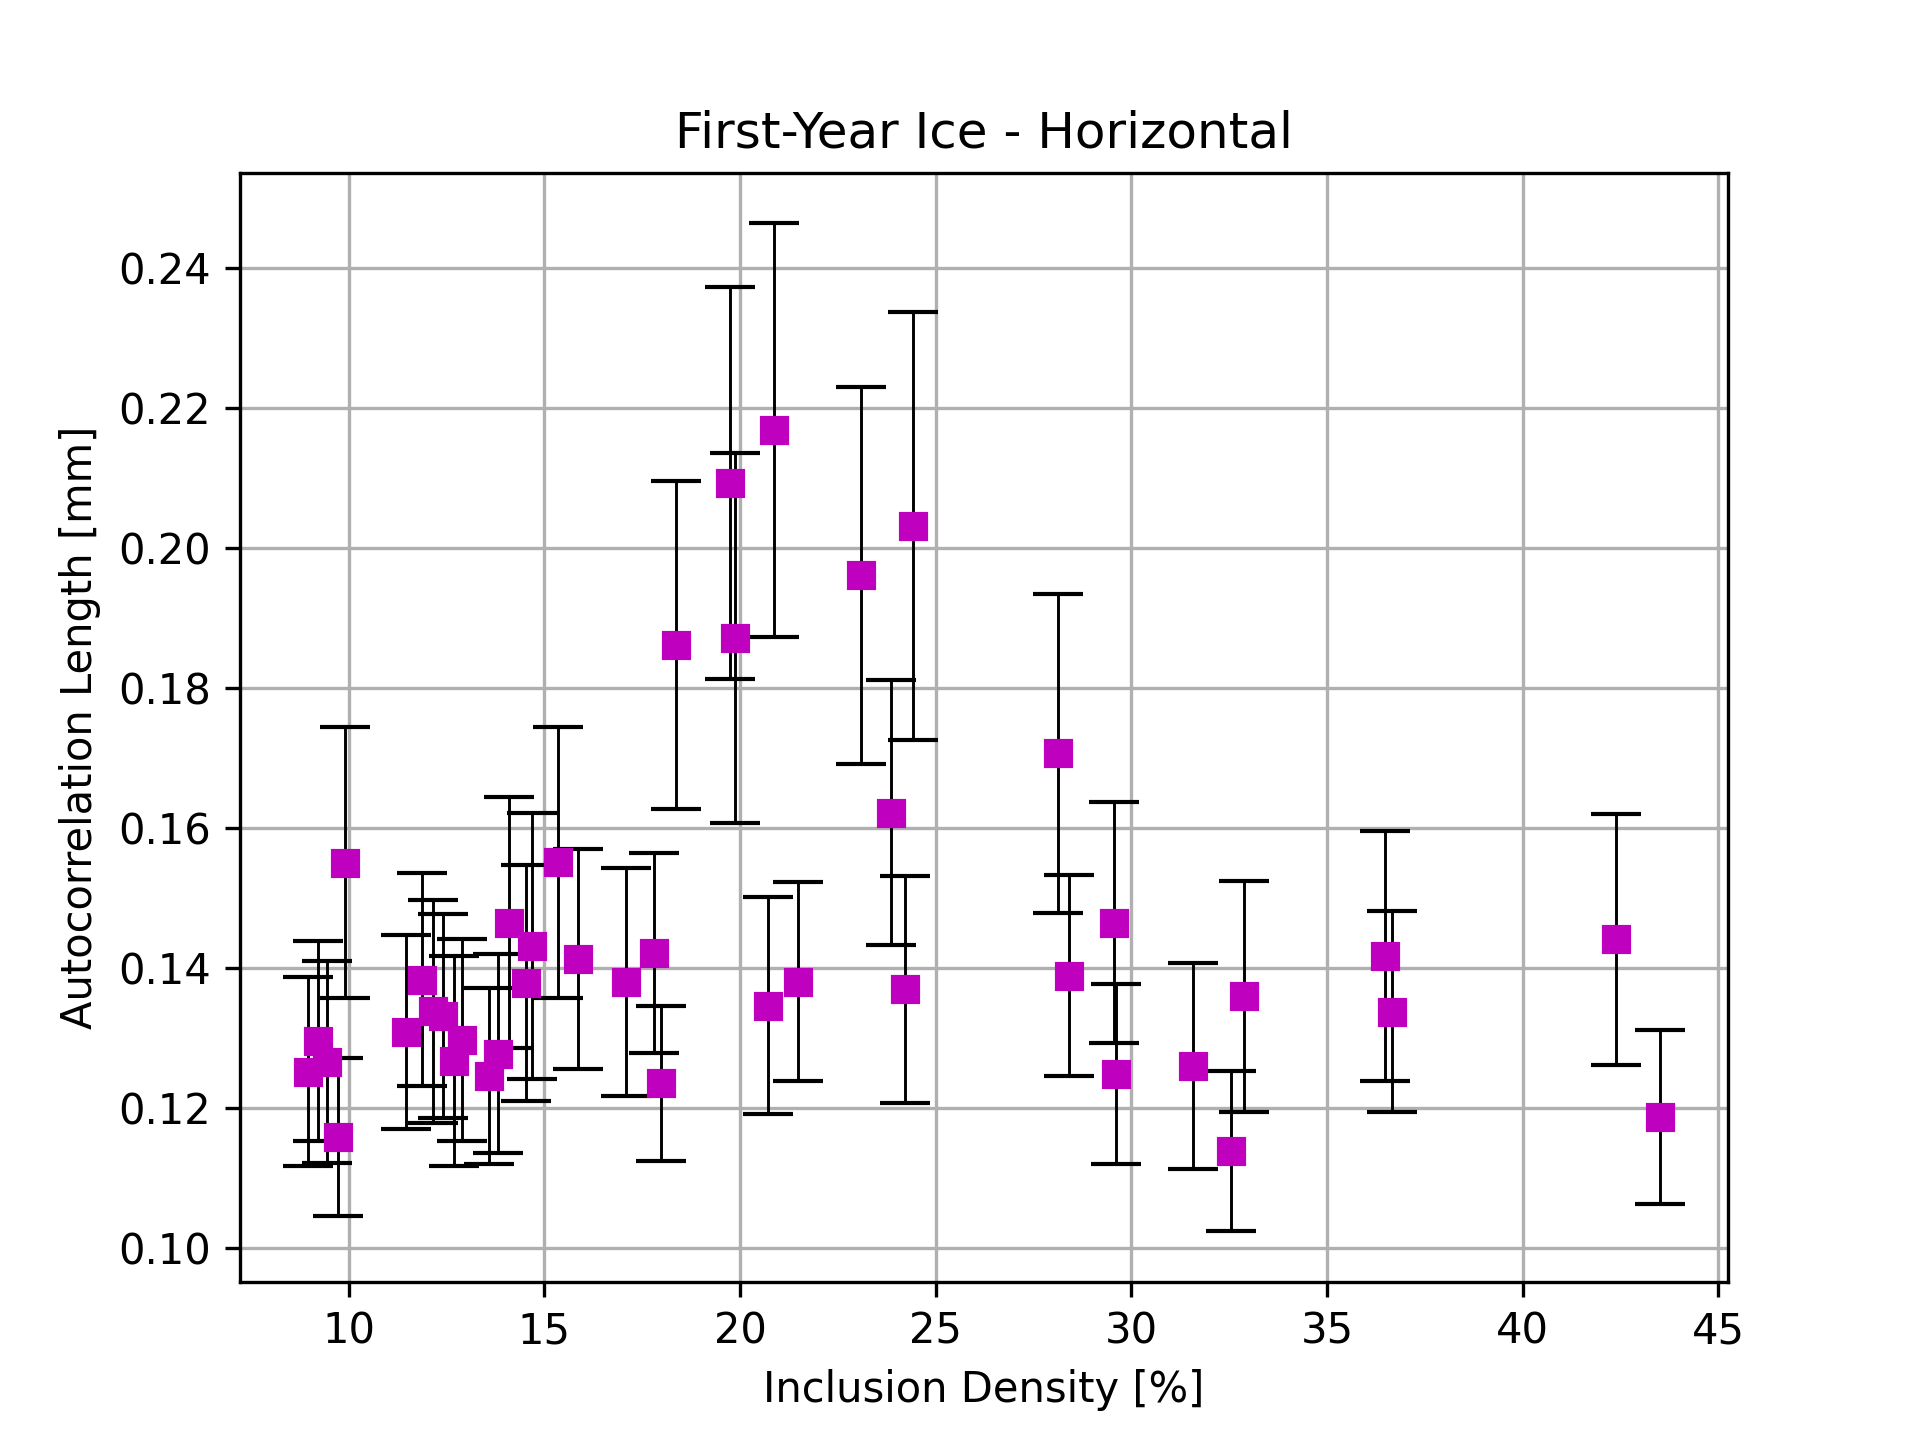 First-Year Ice - Horizontal
Autocorrelation Length [mm]
0.24
0.22
0.20
0.18
0.16
0.14
0.12
0.10
10 15 20 25 30 35 40 45
Inclusion Density [%]